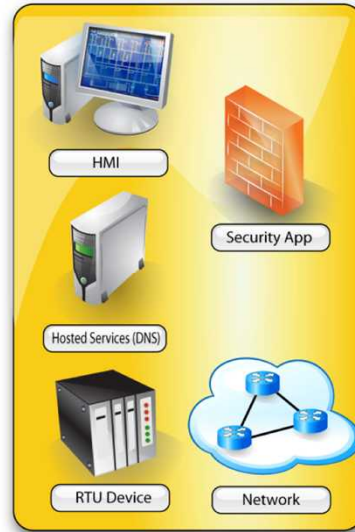 HMI
Security App
Hosted Services (DNS)
RTU Device
Network